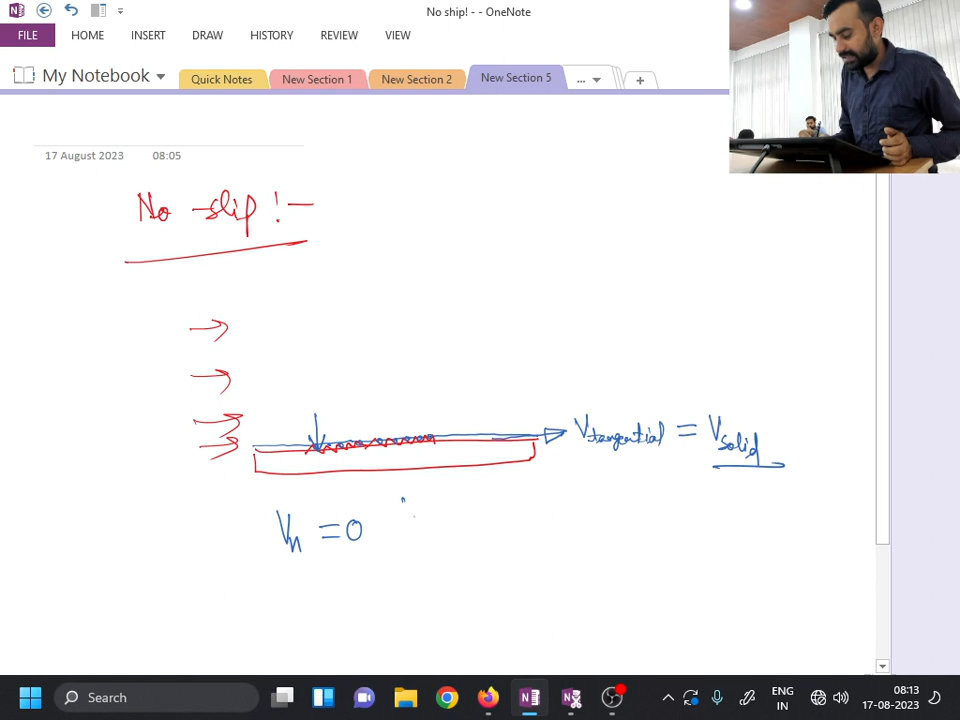 No ship! - - OneNote
FILE HOME INSERT DRAW HISTORY REVIEW VIEW
My Notebook Quick Notes New Section 1 New Section 2 New Section 5 ...
17 August 2023 08:05
No slip! -
Vtangential = Vsolid
Vn = 0
Search
ENG
IN
08:13
17-08-2023